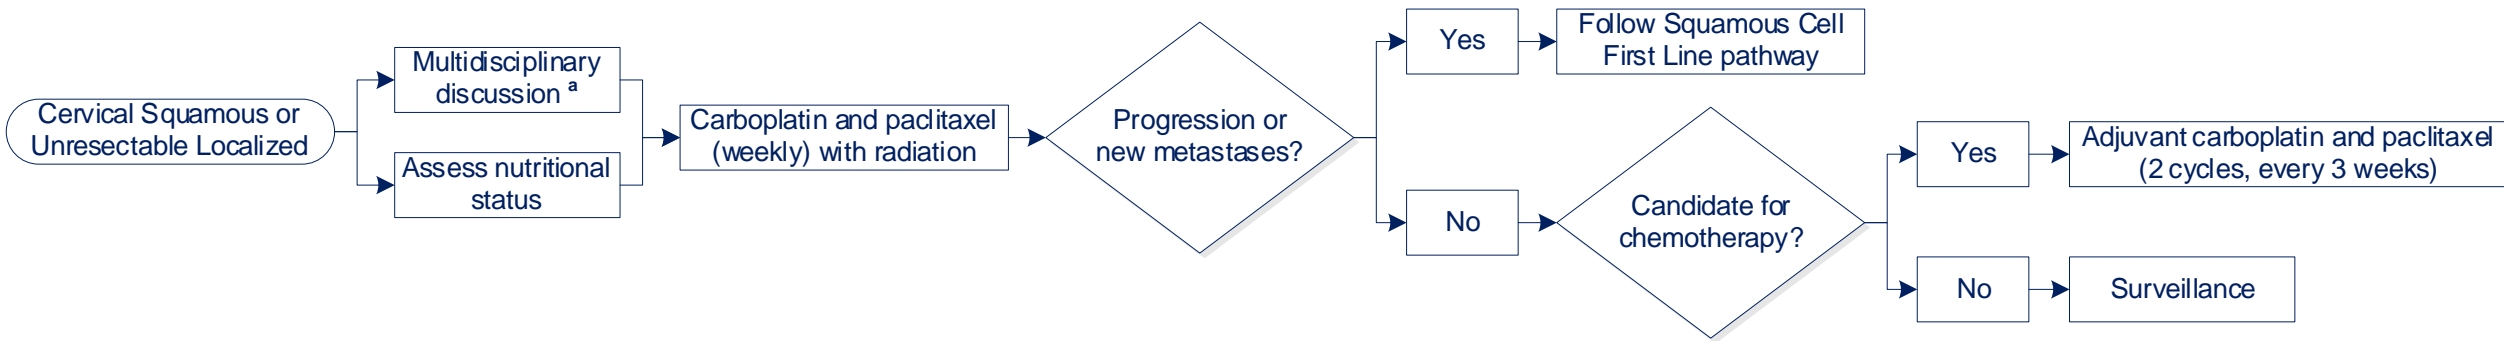 Cervical Squamous or
Unresectable Localized
Multidisciplinary
discussion a
Assess nutritional
status
Carboplatin and paclitaxel
(weekly) with radiation
Progression or
new metastases?
Yes
Follow Squamous Cell
First Line pathway
No
Candidate for
chemotherapy?
Yes
Adjuvant carboplatin and paclitaxel
(2 cycles, every 3 weeks)
No
Surveillance